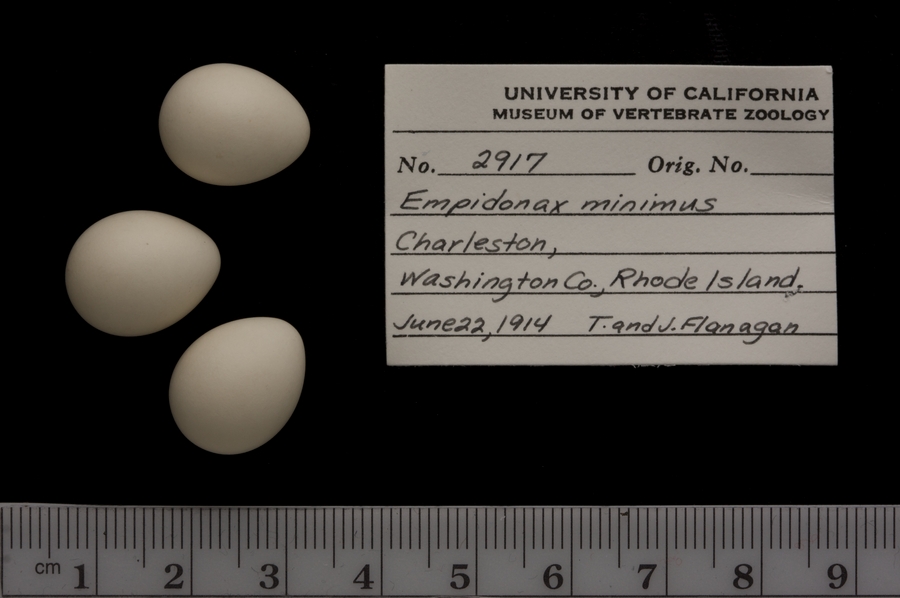 UNIVERSITY OF CALIFORNIA
MUSEUM OF VERTEBRATE ZOOLOGY
No. 2917 Orig. No.
Empidonax minimus
Charleston,
Washington Co., Rhode Island.
June 22, 1914 T. and J. Flanagan
cm 1 2 3 4 5 6 7 8 9